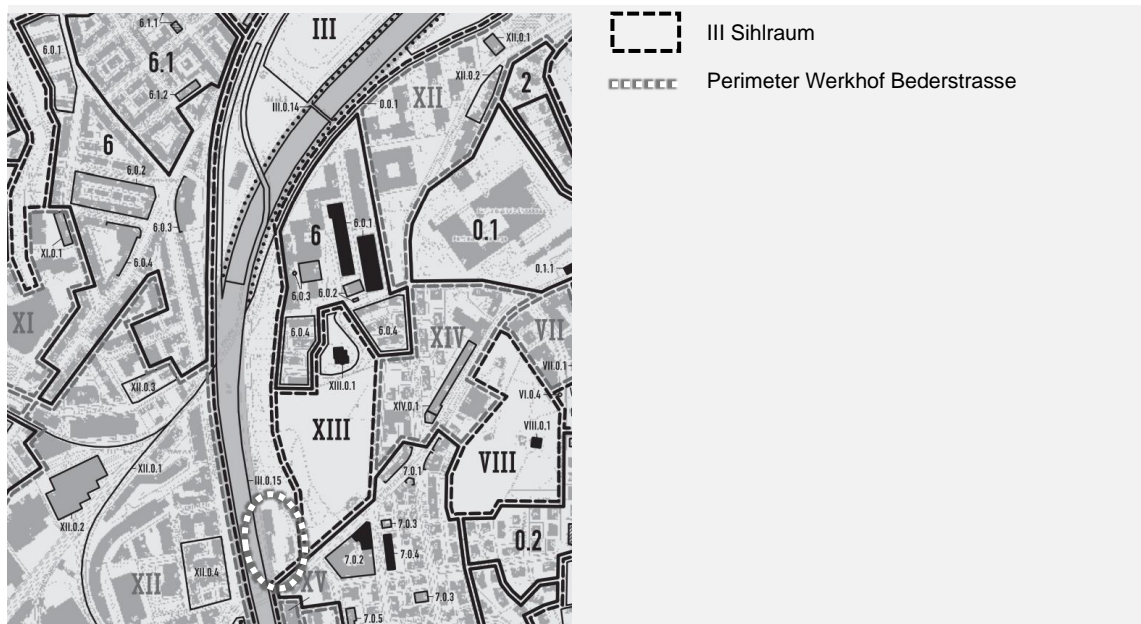 III Sihlraum
Perimeter Werkhof Bederstrasse
6.1.1
III
XII.0.1
6.0.1
6.1
XII.0.2
6.1.2
2
XII
III.0.14
0.0.1
6
6.0.2
6.0.1
0.1
6.0.3
6
XI.0.1
6.0.4
0.1.1
6.0.3
6.0.2
XI
6.0.4
6.0.4
XIV
VII
XIII.0.1
VII.0.1
XII.0.3
VI.0.4
XIV.0.1
VIII.0.1
XIII
VIII
XII.0.1
III.0.15
7.0.1
XII.0.2
7.0.3
0.2
7.0.2
7.0.4
XII
XII.0.4
XV
7.0.3
7.0.5